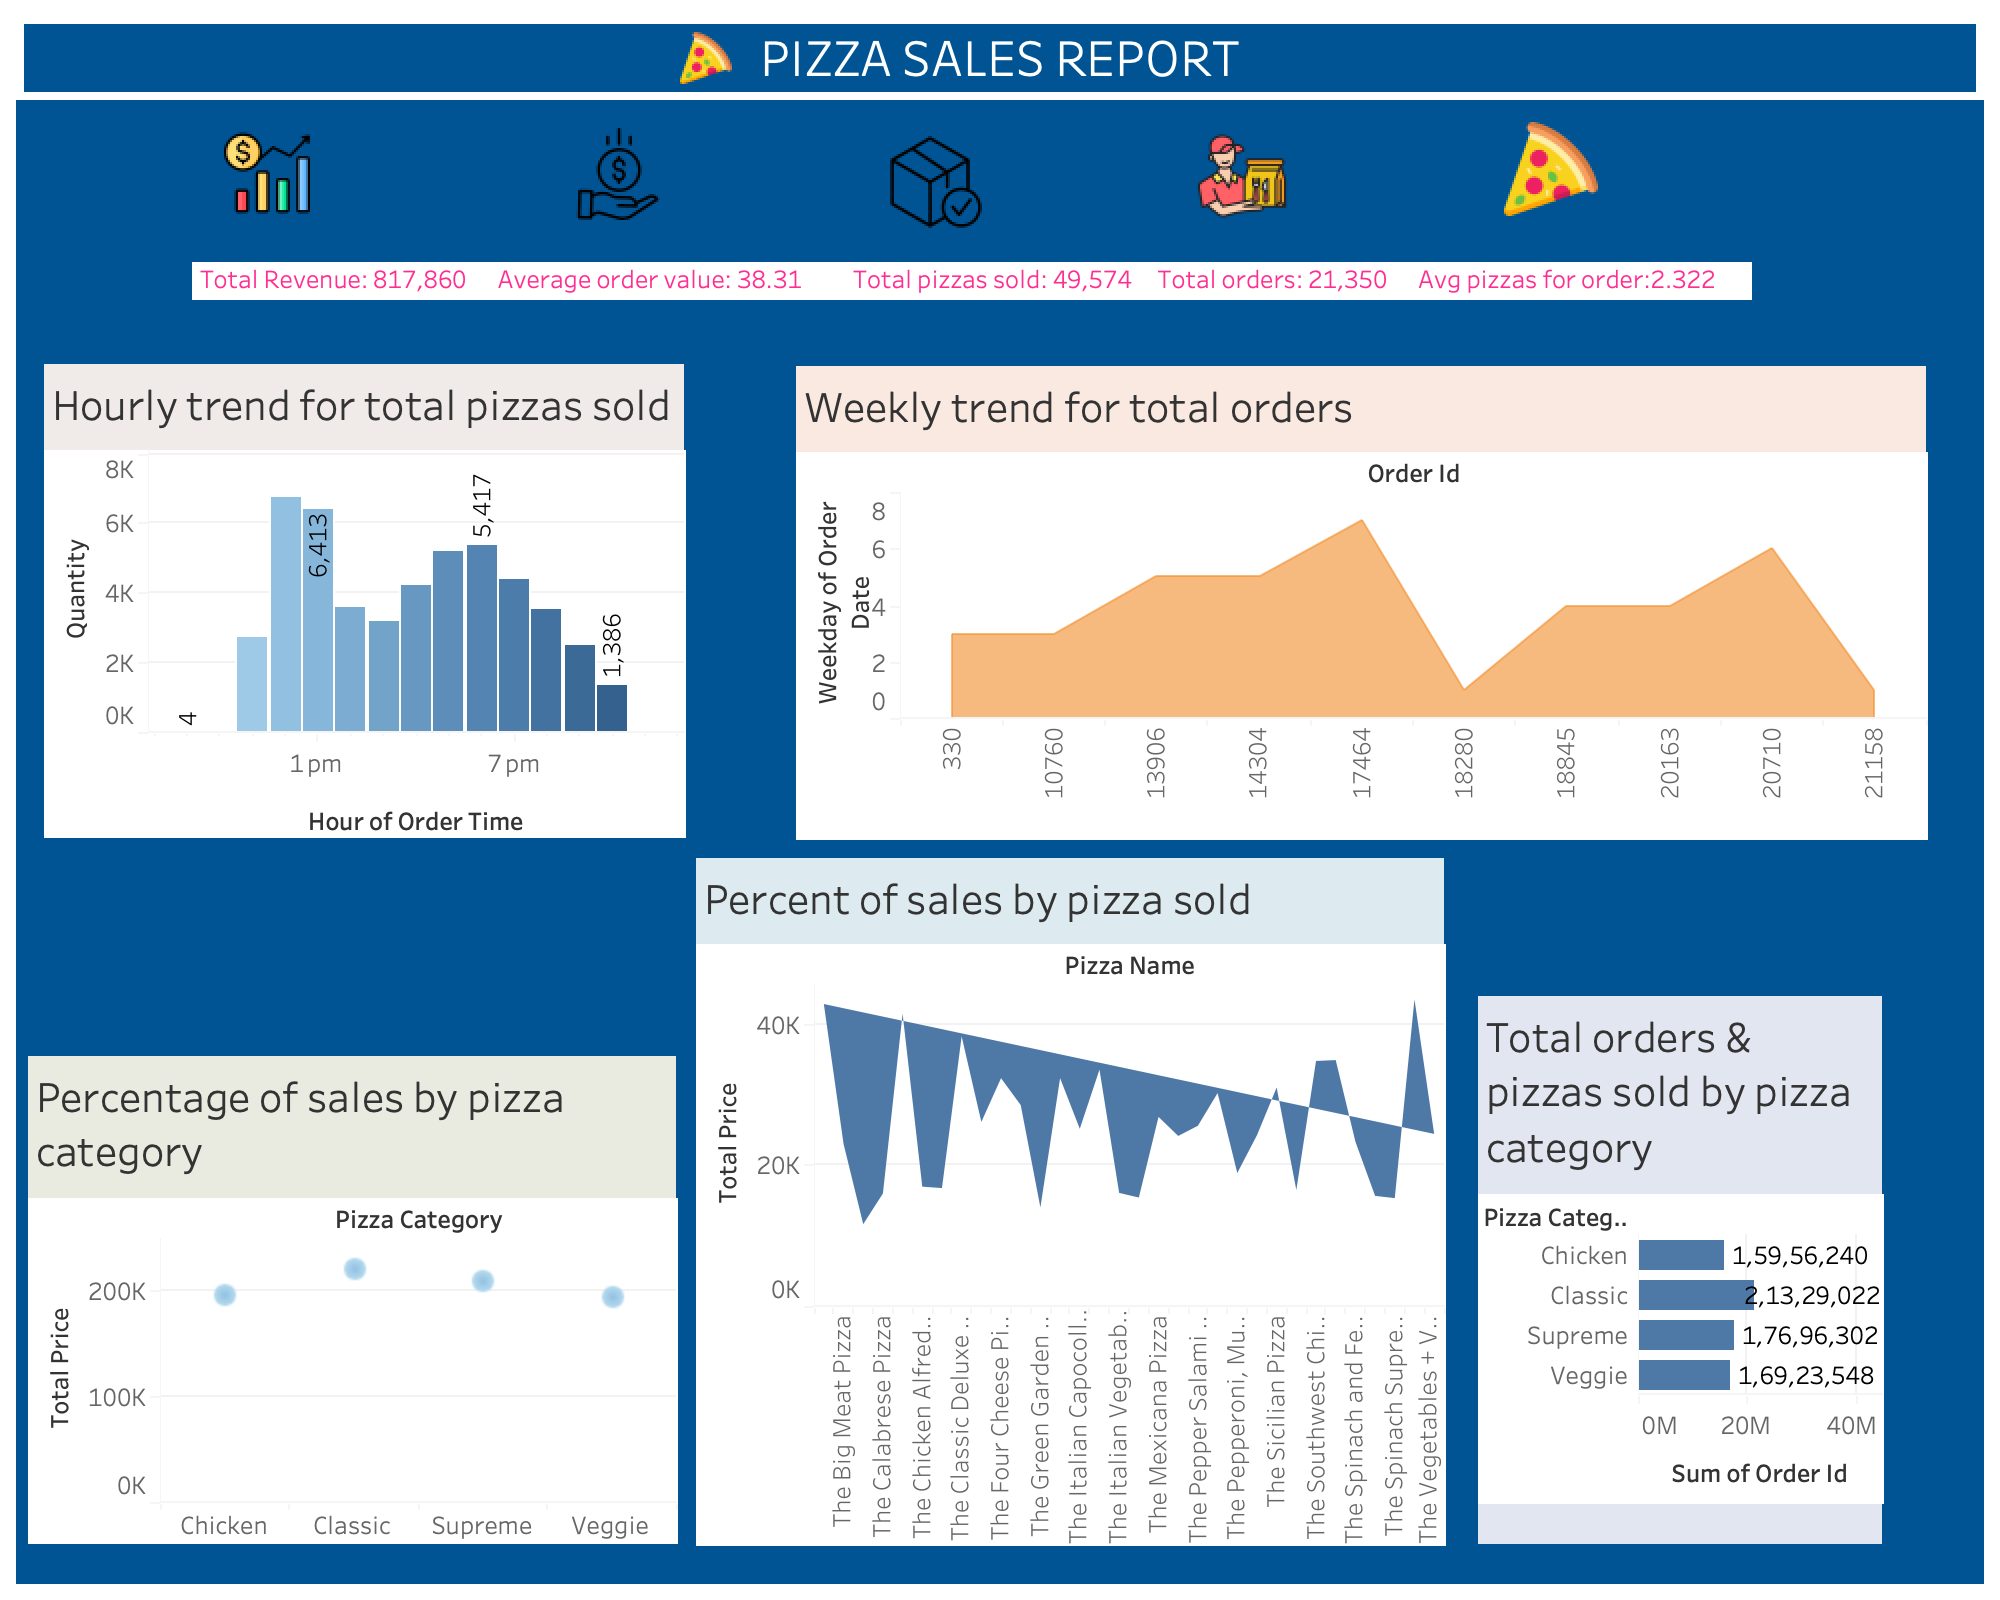 PIZZA SALES REPORT
Total Revenue: 817,860
Average order value: 38.31
Total pizzas sold: 49,574
Total orders: 21,350
Avg pizzas for order:2.322
Hourly trend for total pizzas sold
Quantity
8K
6K
4K
2K
0K
4
6,413
5,417
1,386
1 pm
7 pm
Hour of Order Time
Weekly trend for total orders
Order Id
Weekday of Order
Date
8
6
4
2
0
330
10760
13906
14304
17464
18280
18845
20163
20710
21158
Percent of sales by pizza sold
Pizza Name
Total Price
40K
20K
0K
The Big Meat Pizza
The Calabrese Pizza
The Chicken Alfred..
The Classic Deluxe ..
The Four Cheese Pi..
The Green Garden ..
The Italian Capocoll..
The Italian Vegetab..
The Mexicana Pizza
The Pepper Salami ..
The Pepperoni, Mu..
The Sicilian Pizza
The Southwest Chi..
The Spinach and Fe..
The Spinach Supre..
The Vegetables + V..
Percentage of sales by pizza
category
Pizza Category
Total Price
200K
100K
0K
Chicken
Classic
Supreme
Veggie
Total orders &
pizzas sold by pizza
category
Pizza Categ..
Chicken 1,59,56,240
Classic 2,13,29,022
Supreme 1,76,96,302
Veggie 1,69,23,548
0M 20M 40M
Sum of Order Id